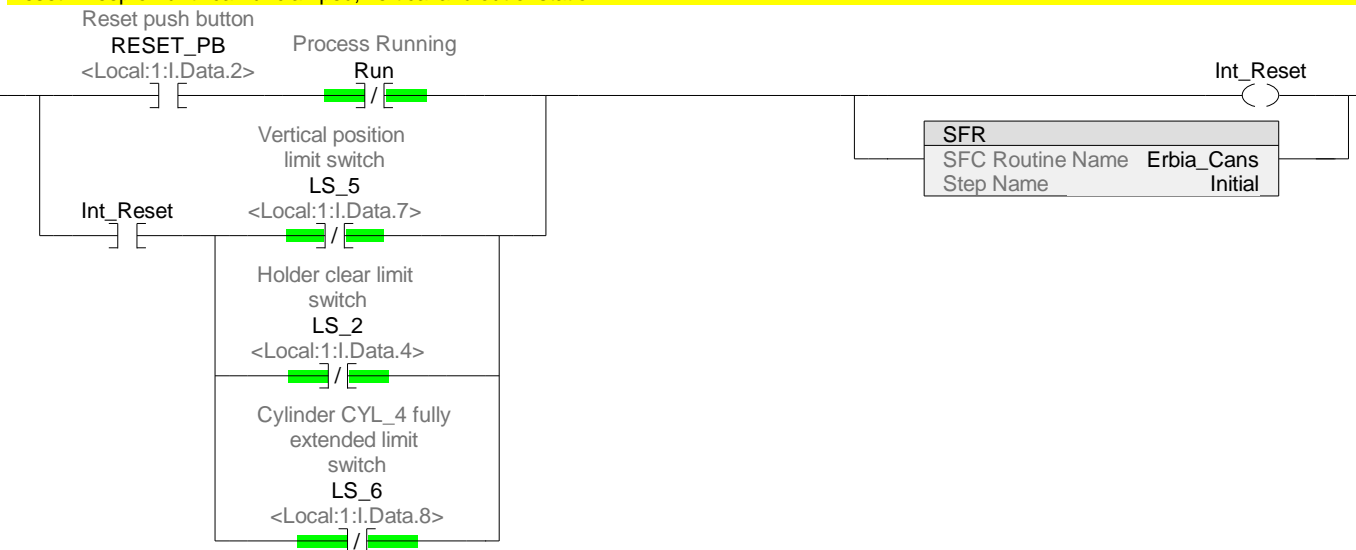 Reset push button
RESET_PB
<Local:1:I.Data.2>
Process Running
Run
Int_Reset
SFR
SFC Routine Name Erbia_Cans
Step Name Initial
Vertical position
limit switch
LS_5
<Local:1:I.Data.7>
Int_Reset
Holder clear limit
switch
LS_2
<Local:1:I.Data.4>
Cylinder CYL_4 fully
extended limit
switch
LS_6
<Local:1:I.Data.8>